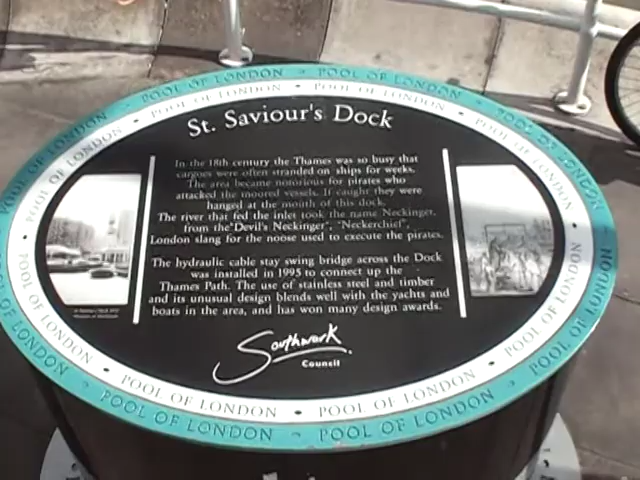 St. Saviour's Dock
In the 18th century the Thames was so busy that
cargoes were often stranded on ships for weeks.
The area became notorious for pirates who
attacked the moored vessels. If caught they were
hanged at the mouth of this dock.
The river that fed the inlet took the name Neckinger,
from the "Devil's Neckinger", "Neckerchief",
London slang for the noose used to execute the pirates.
The hydraulic cable stay swing bridge across the Dock
was installed in 1995 to connect up the
Thames Path. The use of stainless steel and timber
and its unusual design blends well with the yachts and
boats in the area, and has won many design awards.
Southwark
Council
POOL OF LONDON • POOL OF LONDON
POOL OF LONDON • POOL OF LONDON
POOL OF LONDON • POOL OF LONDON
POOL OF LONDON • POOL OF LONDON